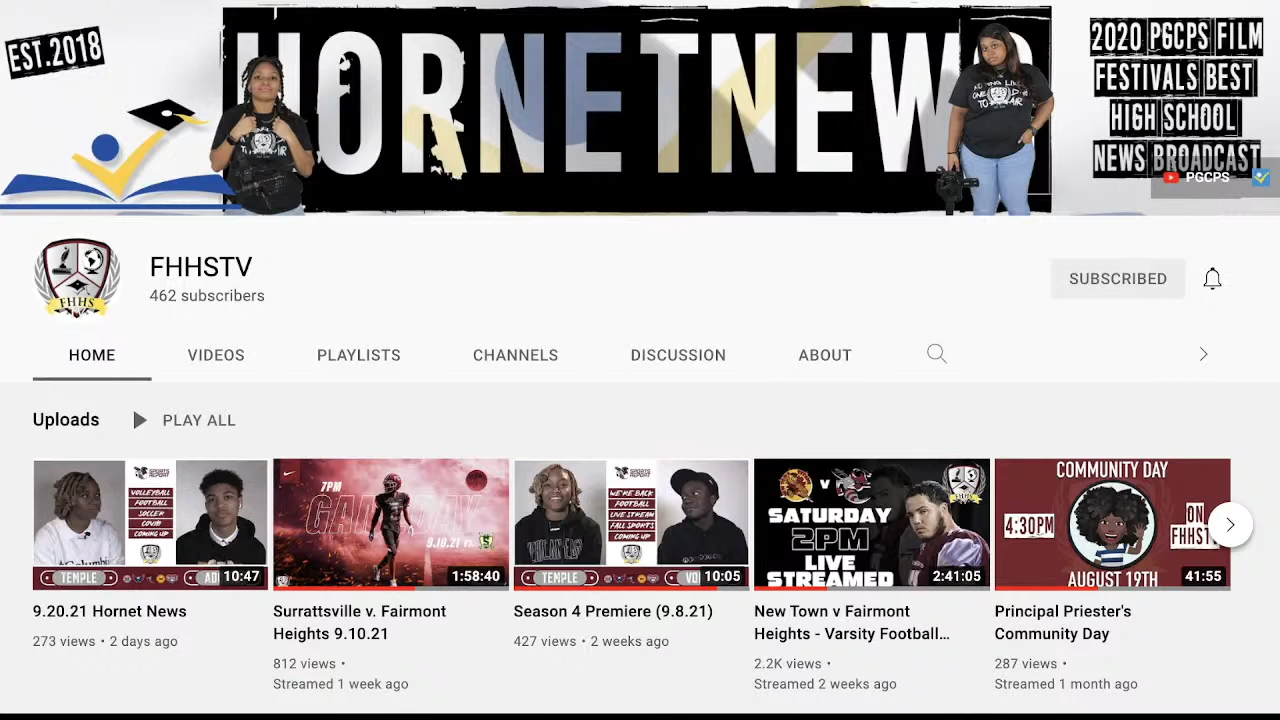 EST.2018
HORNETNEW
2020 PGCPS FILM
FESTIVALS BEST
HIGH SCHOOL
NEWS BROADCAST
PGCPS
FHHS
FHHSTV
462 subscribers
SUBSCRIBED
HOME VIDEOS PLAYLISTS CHANNELS DISCUSSION ABOUT
Uploads PLAY ALL
SPORTS
REPORT
VOLLEYBALL
FOOTBALL
SOCCER
COVID
COMING UP
TEMPLE
10:47
7PM
GAMEDAY
9.10.21
1:58:40
SPORTS
REPORT
WE'RE BACK
FOOTBALL
LIVE STREAM
FALL SPORTS
COMING UP
TEMPLE
10:05
V
SATURDAY
2PM
LIVE
STREAMED
2:41:05
COMMUNITY DAY
4:30PM
ON
AUGUST 19TH
41:55
9.20.21 Hornet News
273 views • 2 days ago
Surrattsville v. Fairmont
Heights 9.10.21
812 views •
Streamed 1 week ago
Season 4 Premiere (9.8.21)
427 views • 2 weeks ago
New Town v Fairmont
Heights - Varsity Football...
2.2K views •
Streamed 2 weeks ago
Principal Priester's
Community Day
287 views •
Streamed 1 month ago